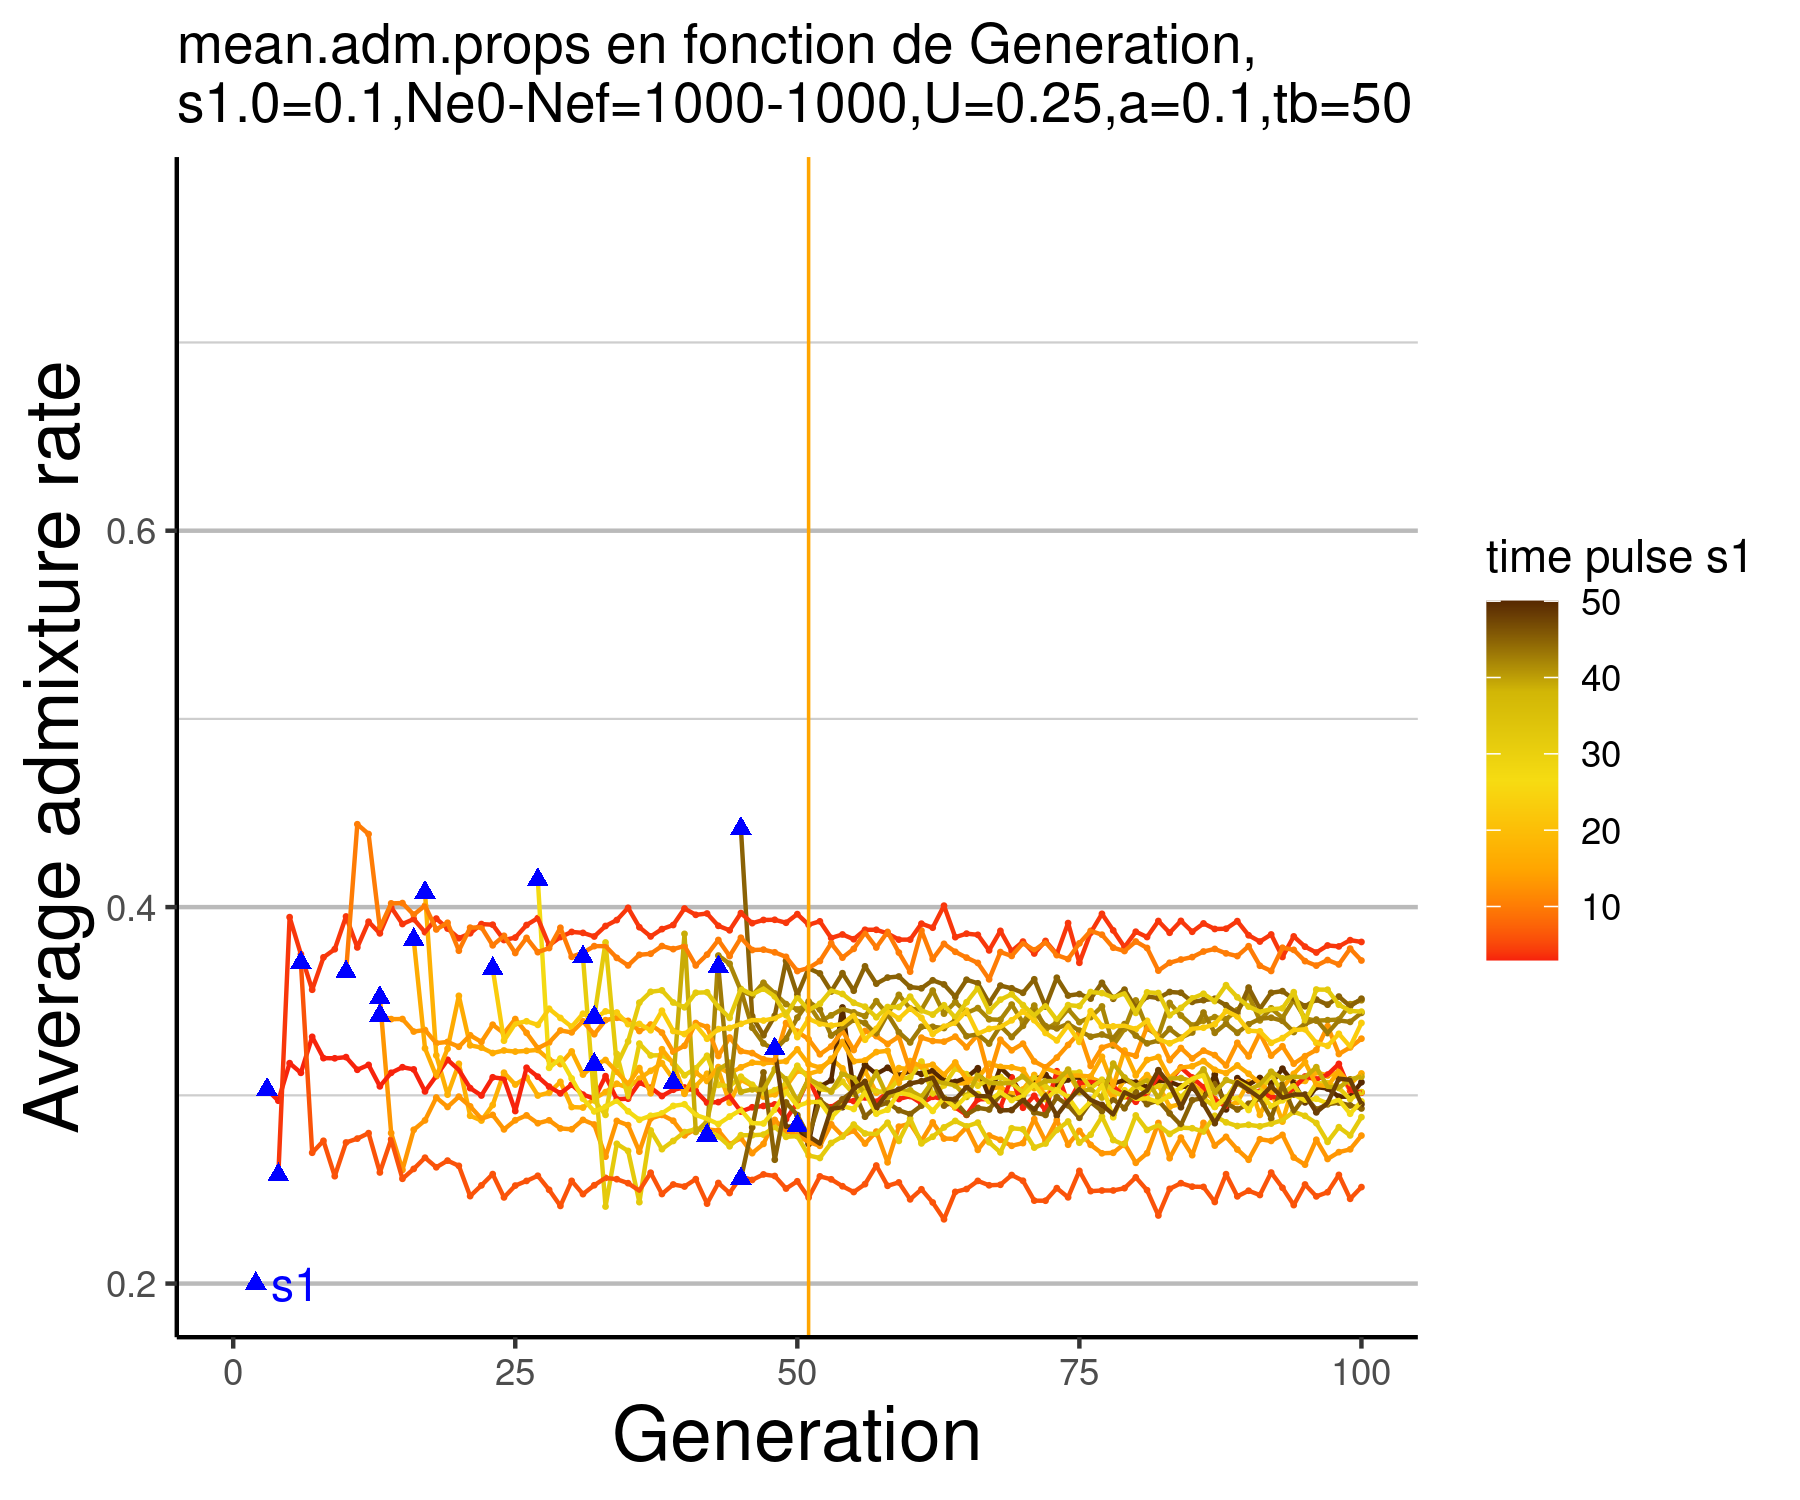 mean.adm.props en fonction de Generation,
s1.0=0.1,Ne0-Nef=1000-1000,U=0.25,a=0.1,tb=50
Average admixture rate
0.6
0.4
0.2
s1
0 25 50 75 100
Generation
time pulse s1
50
40
30
20
10